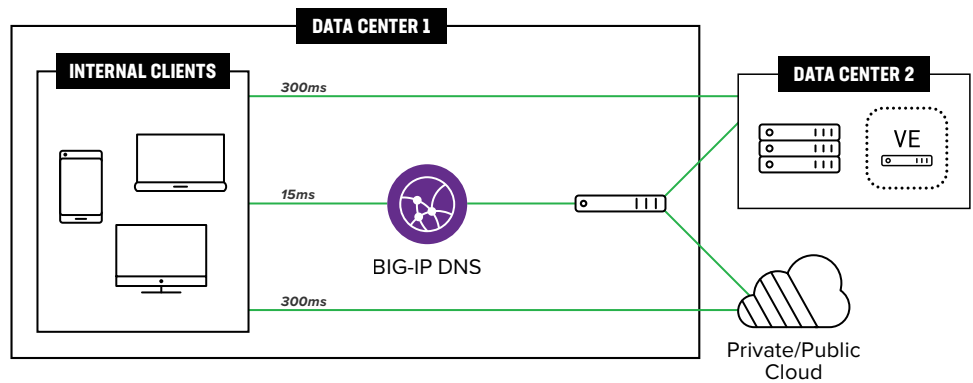 DATA CENTER 1
INTERNAL CLIENTS
DATA CENTER 2
300ms
VE
15ms
BIG-IP DNS
300ms
Private/Public
Cloud